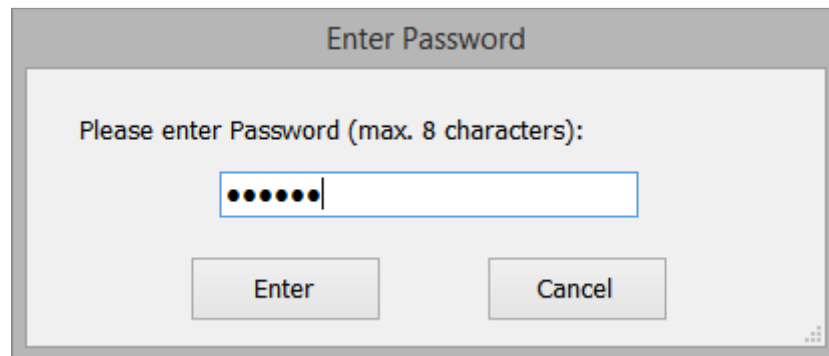 Enter Password
Please enter Password (max. 8 characters):
●●●●●●
Enter
Cancel